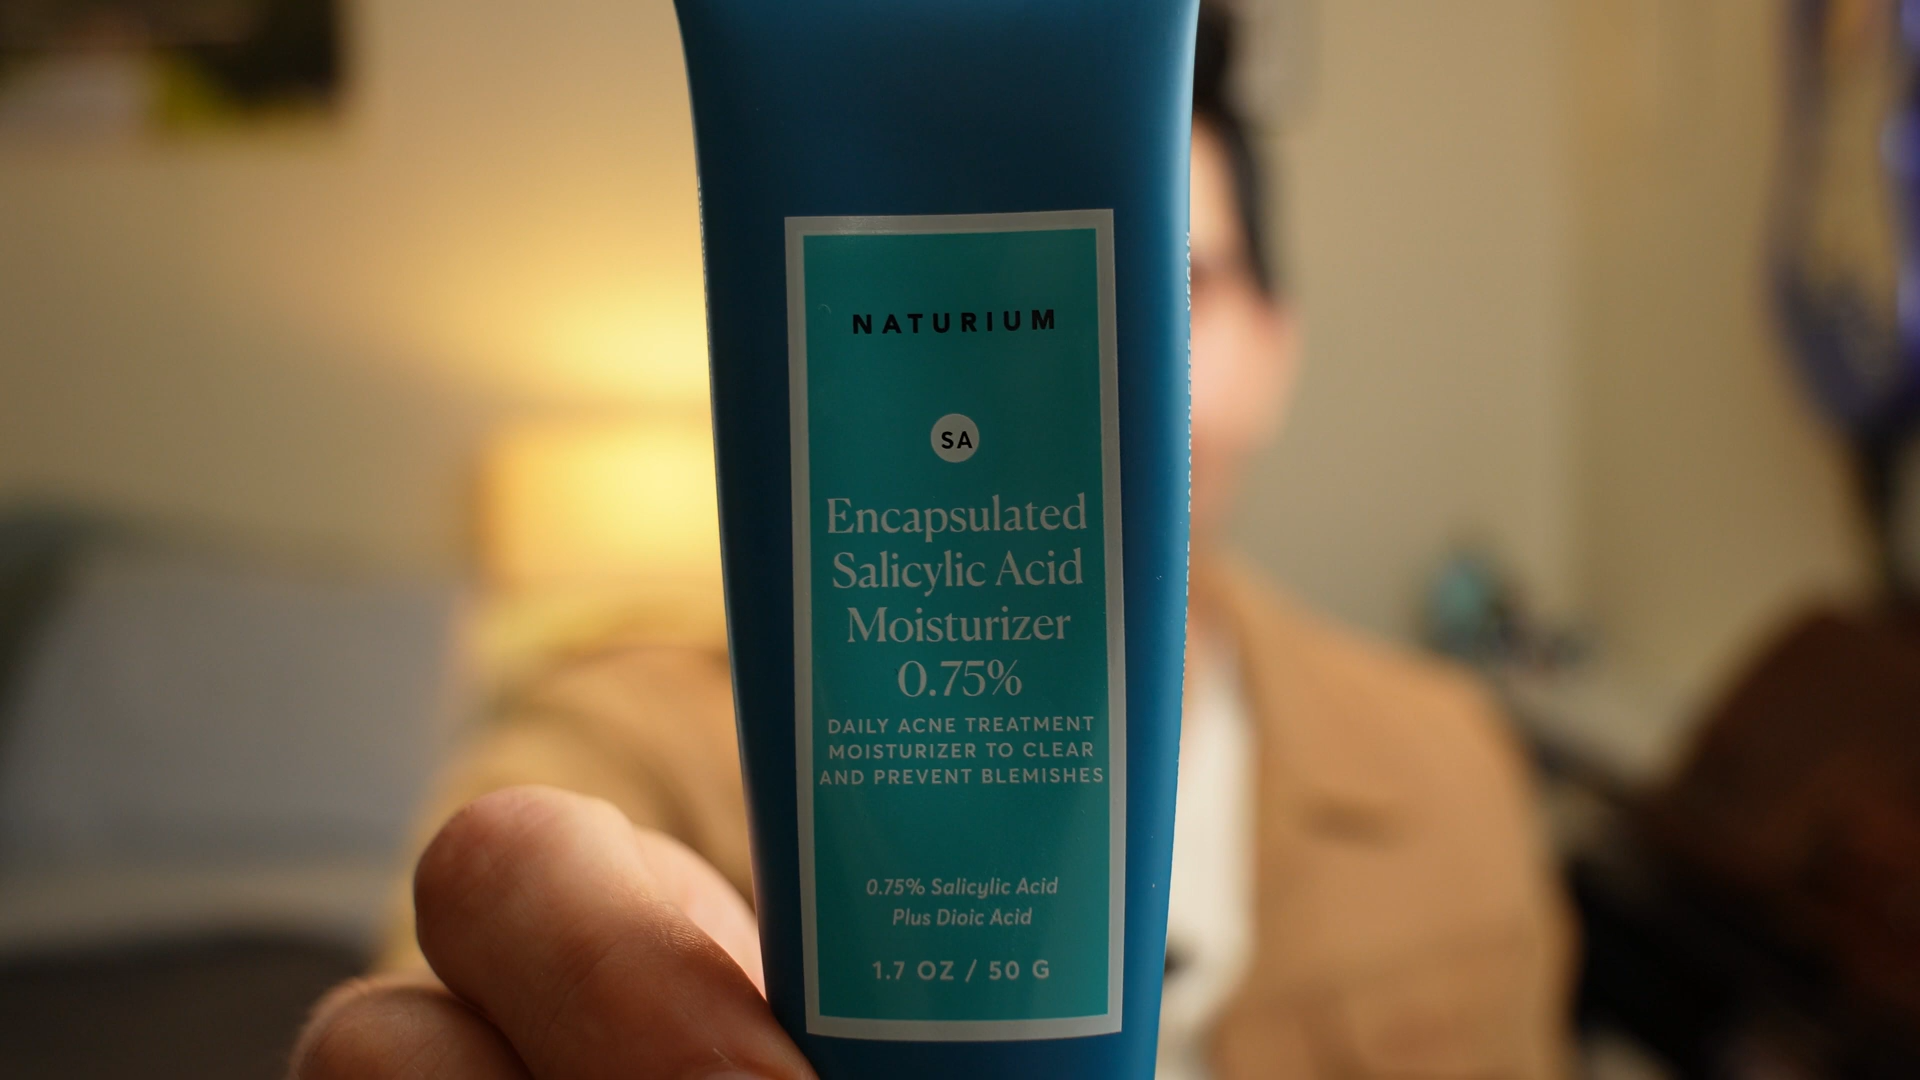 NATURIUM
SA
Encapsulated
Salicylic Acid
Moisturizer
0.75%
DAILY ACNE TREATMENT
MOISTURIZER TO CLEAR
AND PREVENT BLEMISHES
0.75% Salicylic Acid
Plus Dioic Acid
1.7 OZ / 50 G